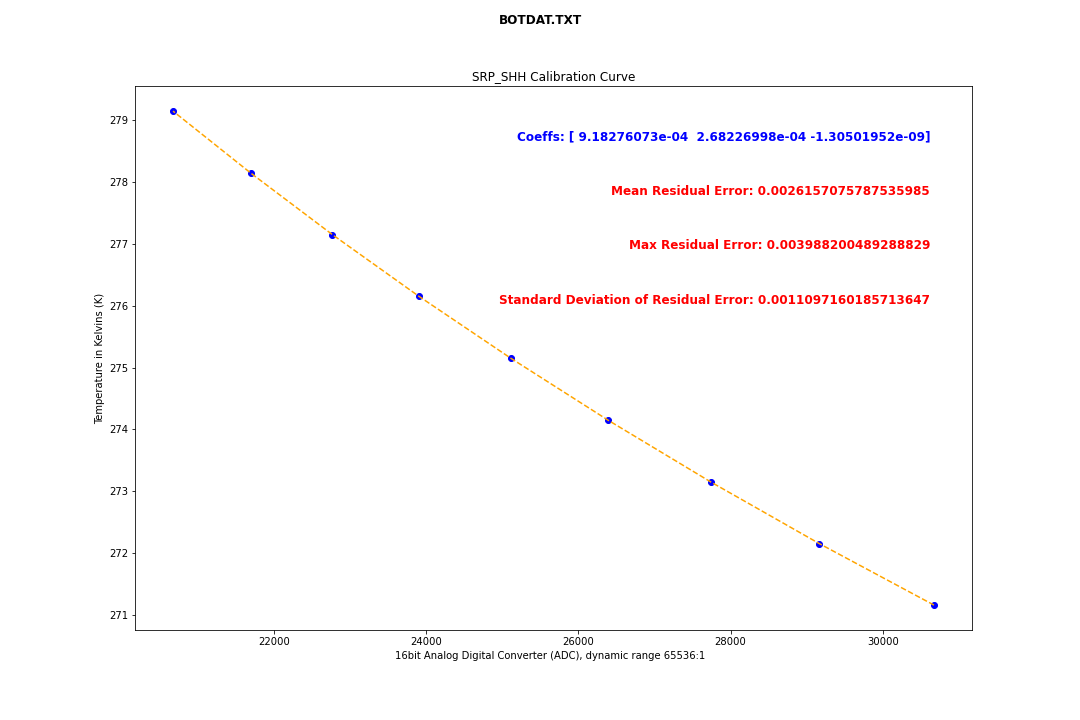 BOTDAT.TXT
SRP_SHH Calibration Curve
Coeffs: [ 9.18276073e-04  2.68226998e-04 -1.30501952e-09]
Mean Residual Error: 0.0026157075787535985
Max Residual Error: 0.003988200489288829
Standard Deviation of Residual Error: 0.0011097160185713647
Temperature in Kelvins (K)
279
278
277
276
275
274
273
272
271
22000 24000 26000 28000 30000
16bit Analog Digital Converter (ADC), dynamic range 65536:1